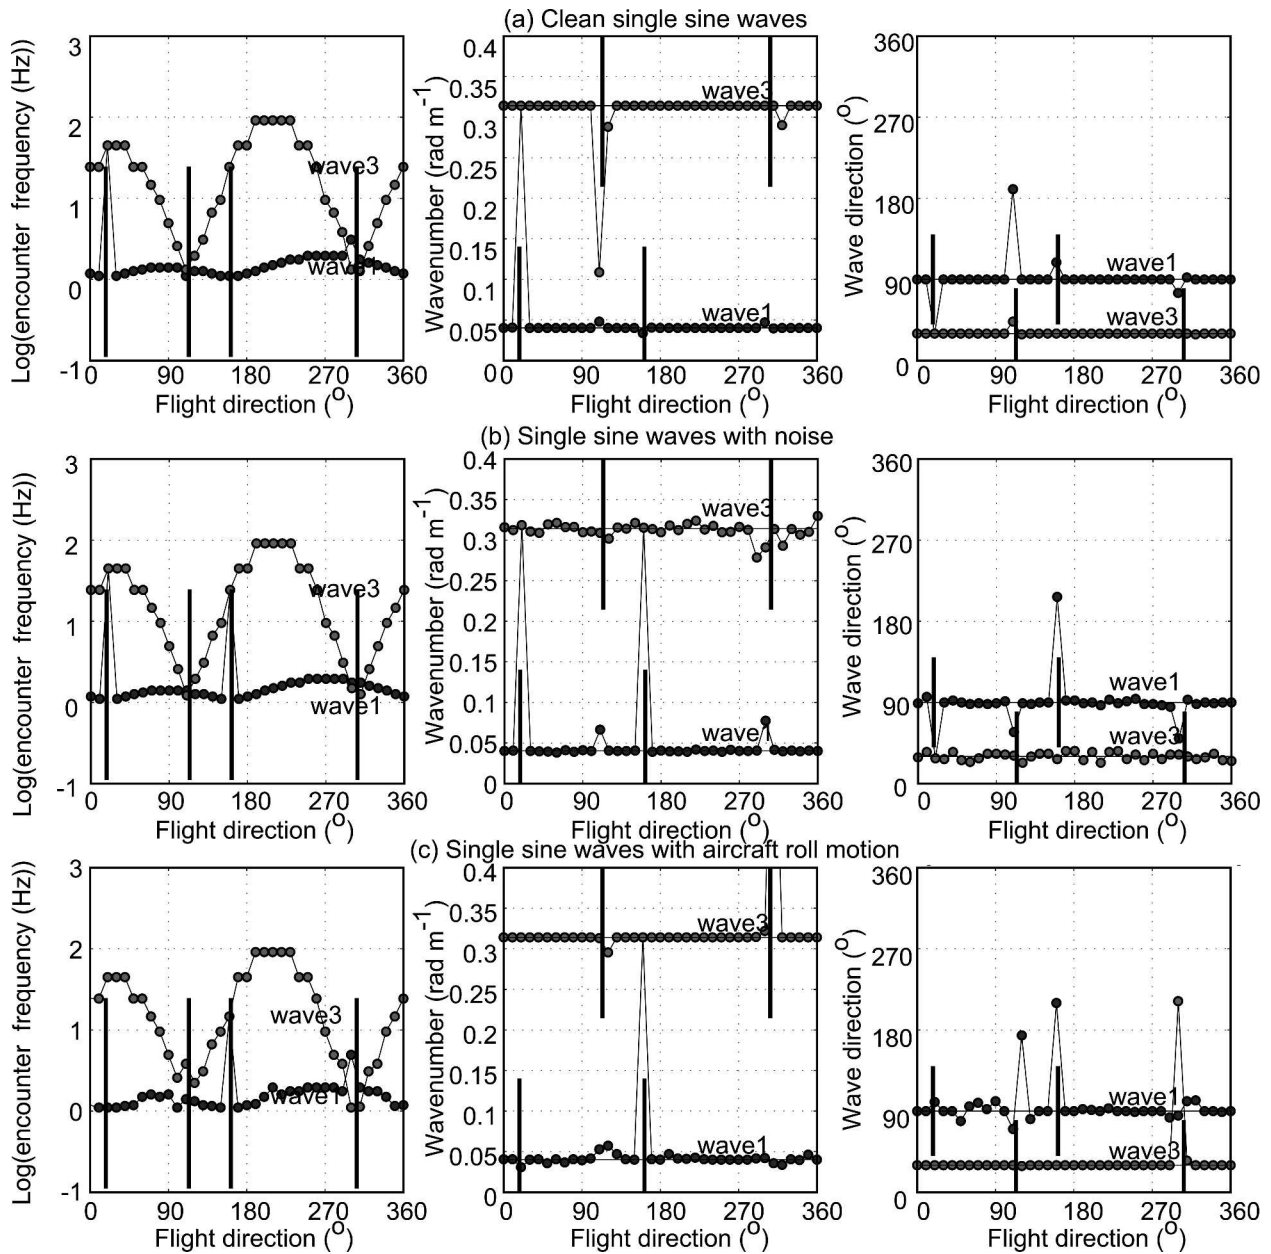 (a) Clean single sine waves
Log(encounter frequency (Hz))
3
2
1
0
-1
wave3
wave1
0 90 180 270 360
Flight direction (o)
Wavenumber (rad m-1)
0.4
0.35
0.3
0.25
0.2
0.15
0.1
0.05
0
wave3
wave1
0 90 180 270 360
Flight direction (o)
Wave direction (o)
360
270
180
90
0
wave1
wave3
0 90 180 270 360
Flight direction (o)
(b) Single sine waves with noise
Log(encounter frequency (Hz))
3
2
1
0
-1
wave3
wave1
0 90 180 270 360
Flight direction (o)
Wavenumber (rad m-1)
0.4
0.35
0.3
0.25
0.2
0.15
0.1
0.05
0
wave3
wave1
0 90 180 270 360
Flight direction (o)
Wave direction (o)
360
270
180
90
0
wave1
wave3
0 90 180 270 360
Flight direction (o)
(c) Single sine waves with aircraft roll motion
Log(encounter frequency (Hz))
3
2
1
0
-1
wave3
wave1
0 90 180 270 360
Flight direction (o)
Wavenumber (rad m-1)
0.4
0.35
0.3
0.25
0.2
0.15
0.1
0.05
0
wave3
wave1
0 90 180 270 360
Flight direction (o)
Wave direction (o)
360
270
180
90
0
wave1
wave3
0 90 180 270 360
Flight direction (o)